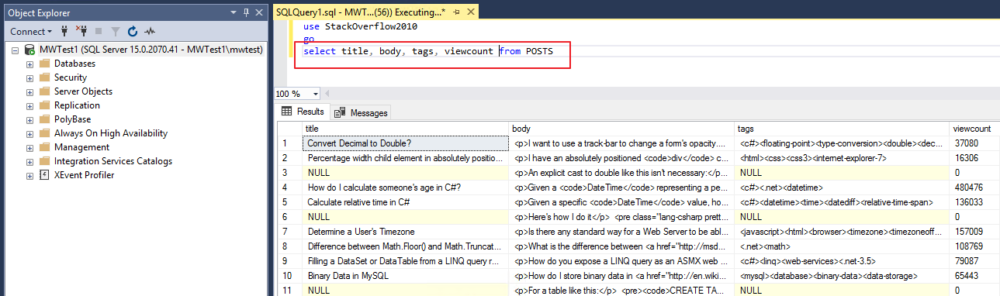 Object Explorer
Connect
MWTest1 (SQL Server 15.0.2070.41 - MWTest1\mwtest)
Databases
Security
Server Objects
Replication
PolyBase
Always On High Availability
Management
Integration Services Catalogs
XEvent Profiler
SQLQuery1.sql - MWT...(56)) Executing...*
use StackOverflow2010
go
select title, body, tags, viewcount from POSTS
100 %
Results Messages
title body tags viewcount
1 Convert Decimal to Double? <p>I want to use a track-bar to change a form's opacity.... <c#><floating-point><type-conversion><double><dec... 37080
2 Percentage width child element in absolutely positio... <p>I have an absolutely positioned <code>div</code> c... <html><css><css3><internet-explorer-7> 16306
3 NULL <p>An explicit cast to double like this isn't necessary:</p... NULL 0
4 How do I calculate someone's age in C#? <p>Given a <code>DateTime</code> representing a pe... <c#><.net><datetime> 480476
5 Calculate relative time in C# <p>Given a specific <code>DateTime</code> value, ho... <c#><datetime><time><datediff><relative-time-span> 136033
6 NULL <p>Here's how I do it</p> <pre class="lang-csharp prett... NULL 0
7 Determine a User's Timezone <p>Is there any standard way for a Web Server to be abl... <javascript><html><browser><timezone><timezoneoff... 157009
8 Difference between Math.Floor() and Math.Truncat... <p>What is the difference between <a href="http://msd... <.net><math> 108769
9 Filling a DataSet or DataTable from a LINQ query r... <p>How do you expose a LINQ query as an ASMX web ... <c#><linq><web-services><.net-3.5> 79087
10 Binary Data in MySQL <p>How do I store binary data in <a href="http://en.wiki... <mysql><database><binary-data><data-storage> 65443
11 NULL <p>For a table like this:</p> <pre><code>CREATE TA... NULL 0